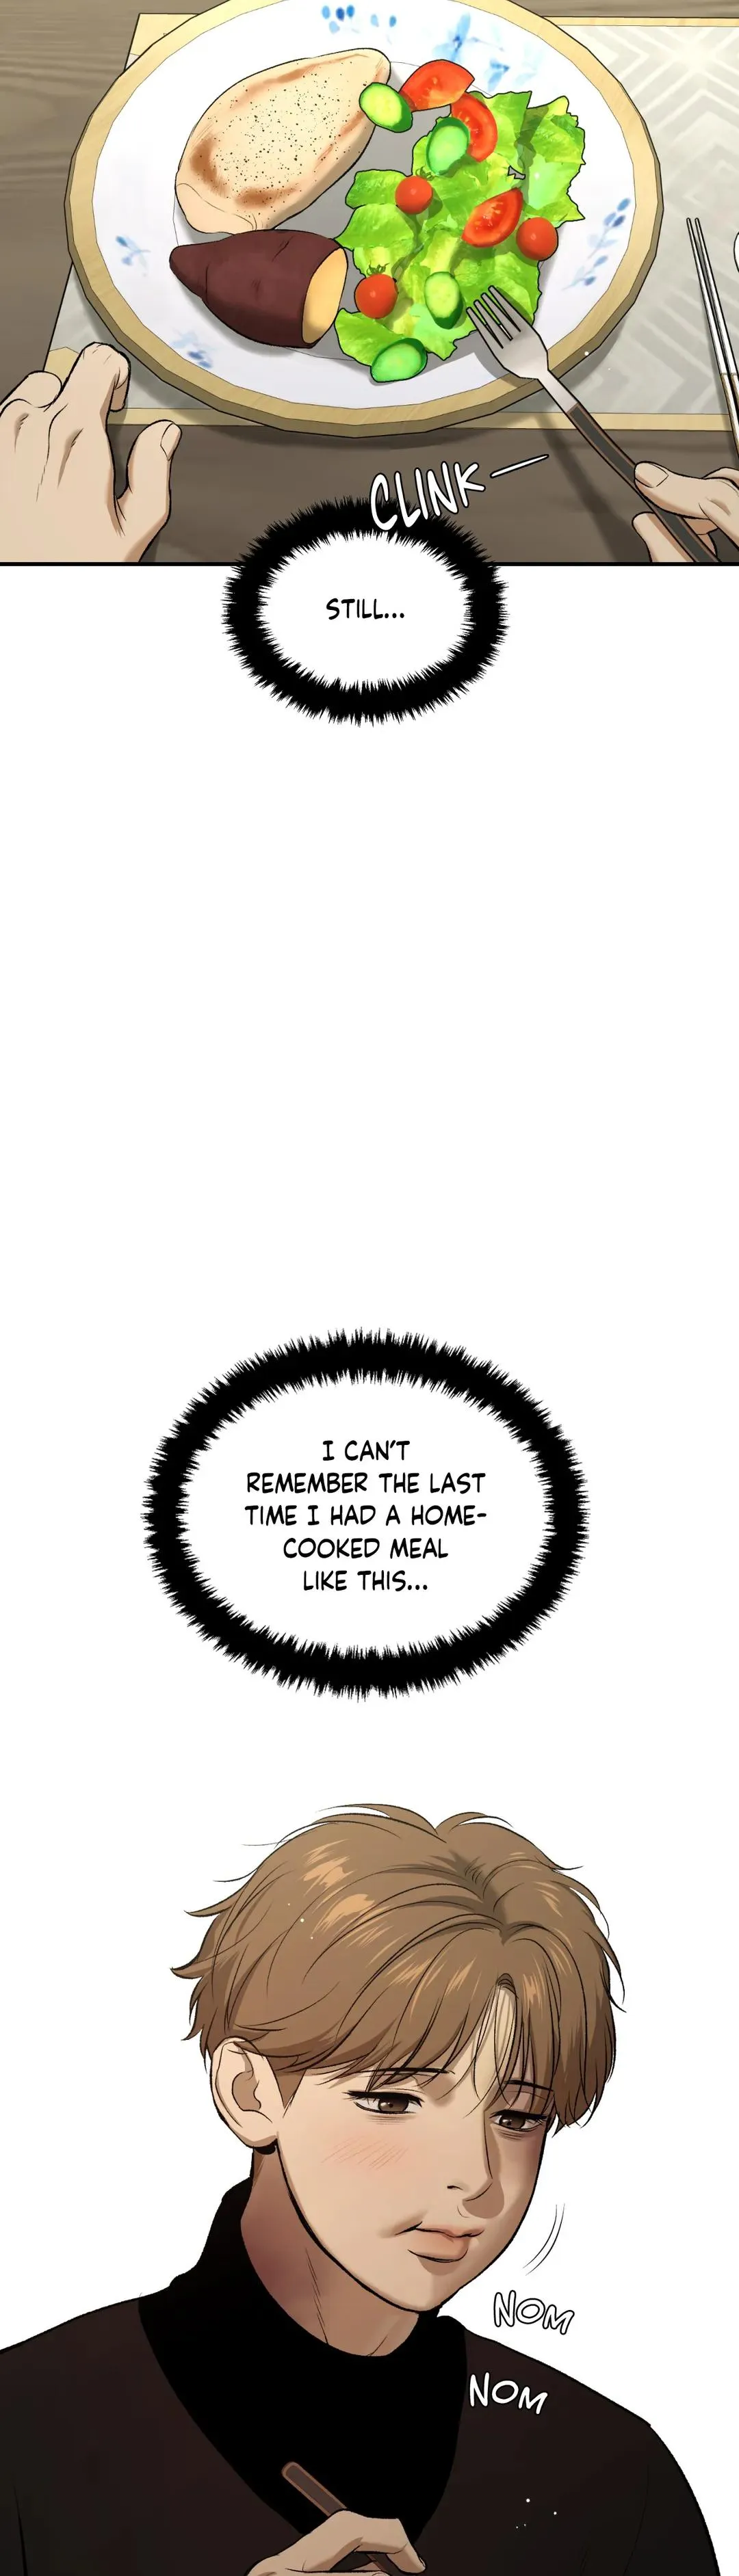 CLINK
STILL...
I CAN'T
REMEMBER THE LAST
TIME I HAD A HOME-
COOKED MEAL
LIKE THIS...
NOM
NOM